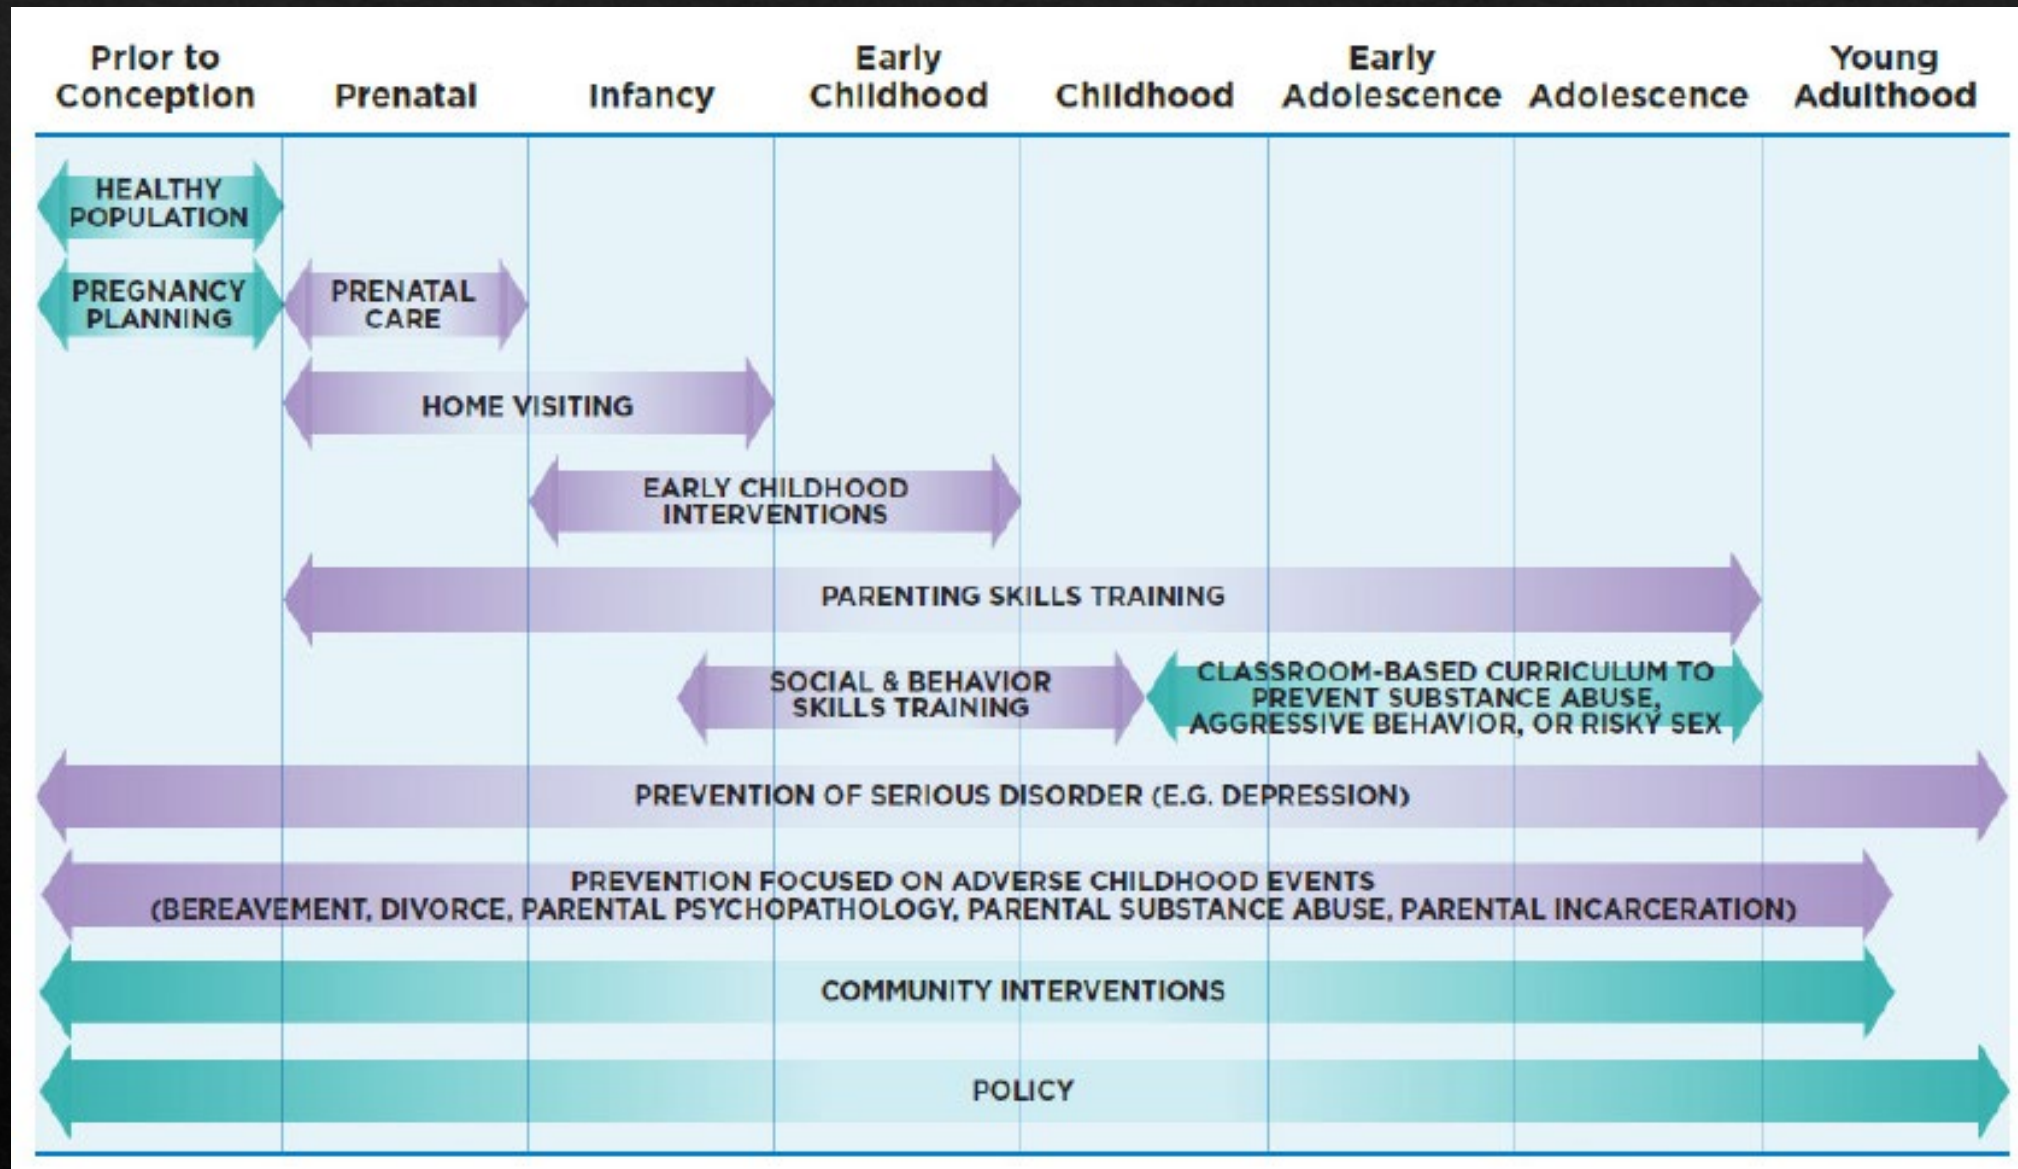 Prior to
Conception
Prenatal
Infancy
Early
Childhood
Childhood
Early
Adolescence
Adolescence
Young
Adulthood
HEALTHY
POPULATION
PREGNANCY
PLANNING
PRENATAL
CARE
HOME VISITING
EARLY CHILDHOOD
INTERVENTIONS
PARENTING SKILLS TRAINING
SOCIAL & BEHAVIOR
SKILLS TRAINING
CLASSROOM-BASED CURRICULUM TO
PREVENT SUBSTANCE ABUSE,
AGGRESSIVE BEHAVIOR, OR RISKY SEX
PREVENTION OF SERIOUS DISORDER (E.G. DEPRESSION)
PREVENTION FOCUSED ON ADVERSE CHILDHOOD EVENTS
(BEREAVEMENT, DIVORCE, PARENTAL PSYCHOPATHOLOGY, PARENTAL SUBSTANCE ABUSE, PARENTAL INCARCERATION)
COMMUNITY INTERVENTIONS
POLICY